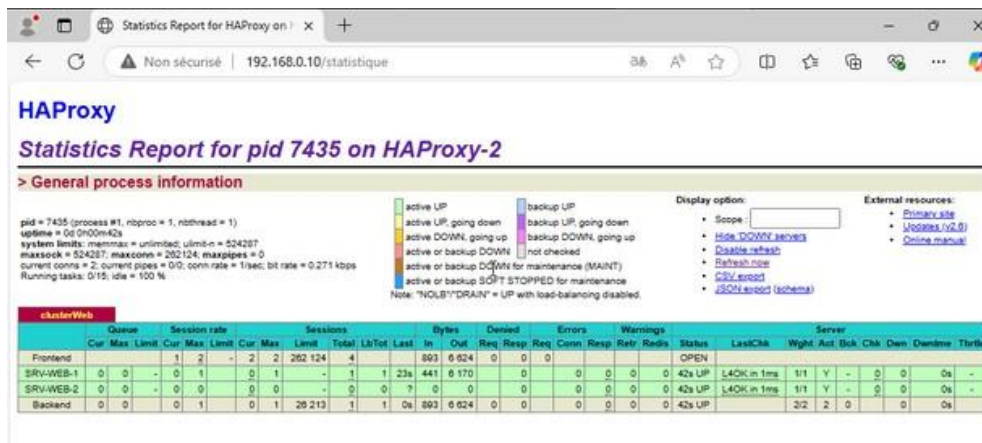 Statistics Report for HAProxy on
Non sécurisé | 192.168.0.10/statistique
HAProxy
Statistics Report for pid 7435 on HAProxy-2
> General process information
pid = 7435 (process #1, nbproc = 1, nbthread = 1)
uptime = 0d 0h00m42s
system limits: memmax = unlimited; ulimit-n = 524287
maxsock = 524287; maxconn = 262124; maxpipes = 0
current conns = 2; current pipes = 0/0; conn rate = 1/sec; bit rate = 0.271 kbps
Running tasks: 0/15; idle = 100 %
active UP backup UP
active UP, going down backup UP, going down
active DOWN, going up backup DOWN, going up
active or backup DOWN not checked
active or backup DOWN for maintenance (MAINT)
active or backup SOFT STOPPED for maintenance
Note: "NOLB"/"DRAIN" = UP with load-balancing disabled.
Display option:
Scope :
Hide 'DOWN' servers
Disable refresh
Refresh now
CSV export
JSON export (schema)
External resources:
Primary site
Updates (v2.6)
Online manual
clusterWeb
Queue Session rate Sessions Bytes Denied Errors Warnings Server
Cur Max Limit Cur Max Limit Cur Max Limit Total LbTot Last In Out Req Resp Req Conn Resp Retr Redis Status LastChk Wght Act Bck Chk Dwn Dwntme Thrtle
Frontend 1 2 - 2 2 262 124 4 893 6 624 0 0 0 OPEN
SRV-WEB-1 0 0 - 0 1 0 1 - 1 1 23s 441 6 170 0 0 0 0 0 42s UP L4OK in 1ms 1/1 Y - 0 0 0s -
SRV-WEB-2 0 0 - 0 0 0 0 - 0 0 ? 0 0 0 0 0 0 0 42s UP L4OK in 1ms 1/1 Y - 0 0 0s -
Backend 0 0 0 1 0 1 26 213 1 1 0s 893 6 624 0 0 0 0 0 0 42s UP 2/2 2 0 0 0s